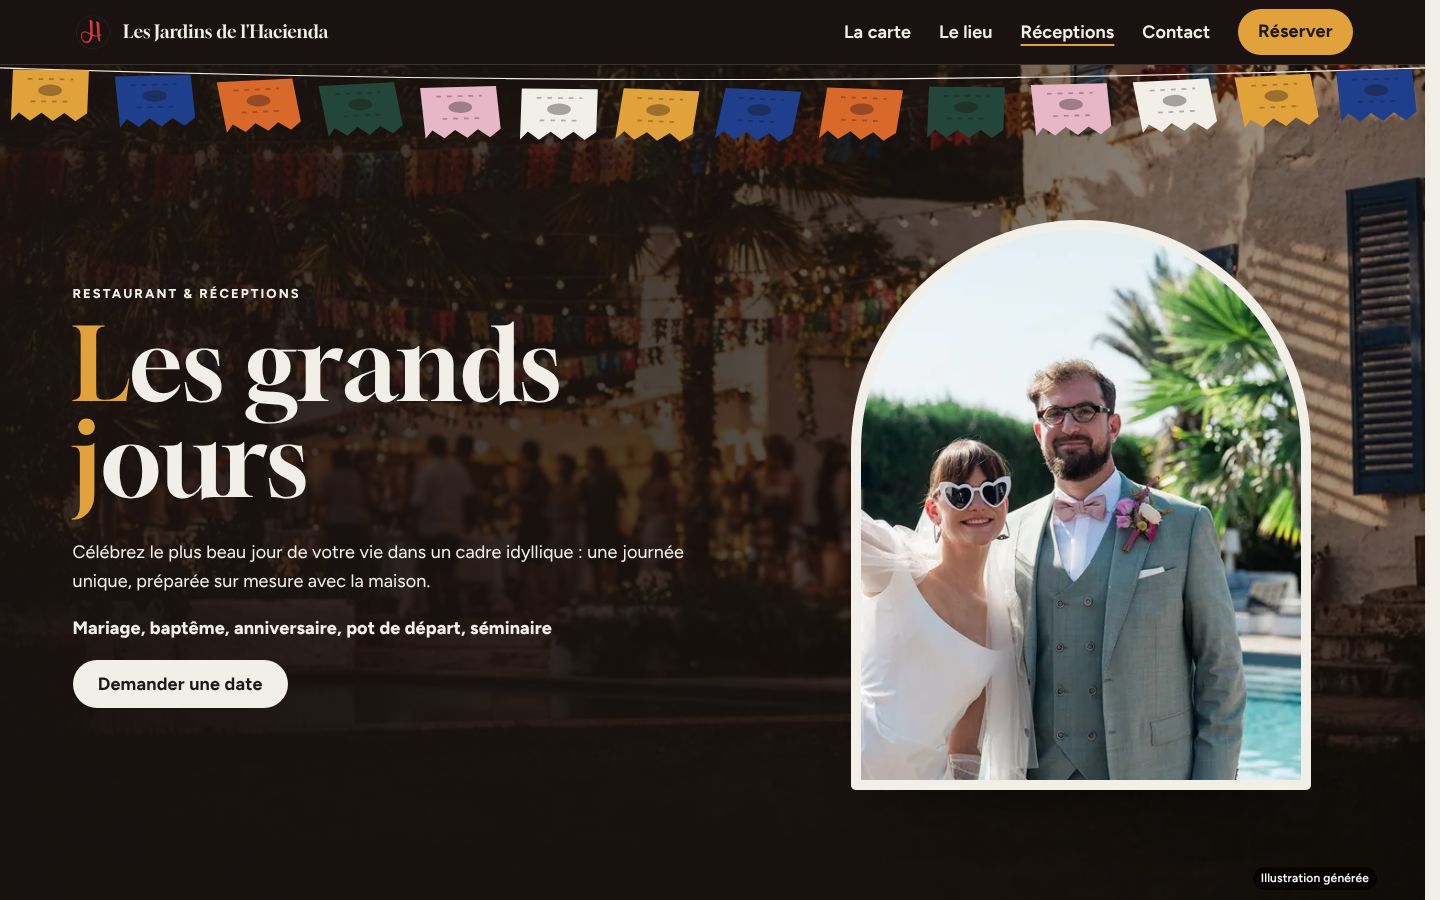 Les Jardins de l'Hacienda
La carte
Le lieu
Réceptions
Contact
Réserver
RESTAURANT & RÉCEPTIONS
Les grands
jours
Célébrez le plus beau jour de votre vie dans un cadre idyllique : une journée
unique, préparée sur mesure avec la maison.
Mariage, baptême, anniversaire, pot de départ, séminaire
Demander une date
Illustration générée